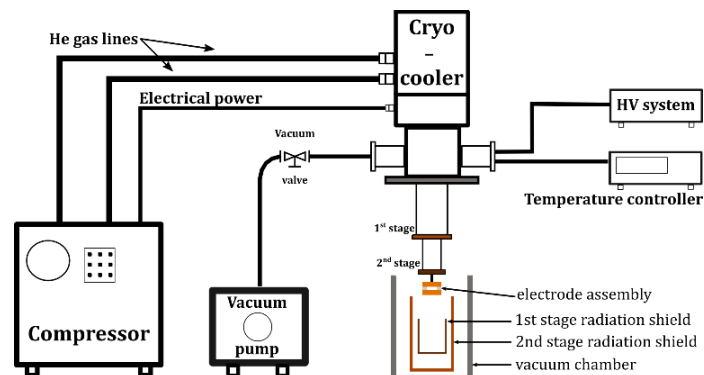 He gas lines
Cryo
–
cooler
Electrical power
Vacuum
valve
HV system
Temperature controller
1st stage
2nd stage
Compressor
Vacuum
pump
electrode assembly
1st stage radiation shield
2nd stage radiation shield
vacuum chamber